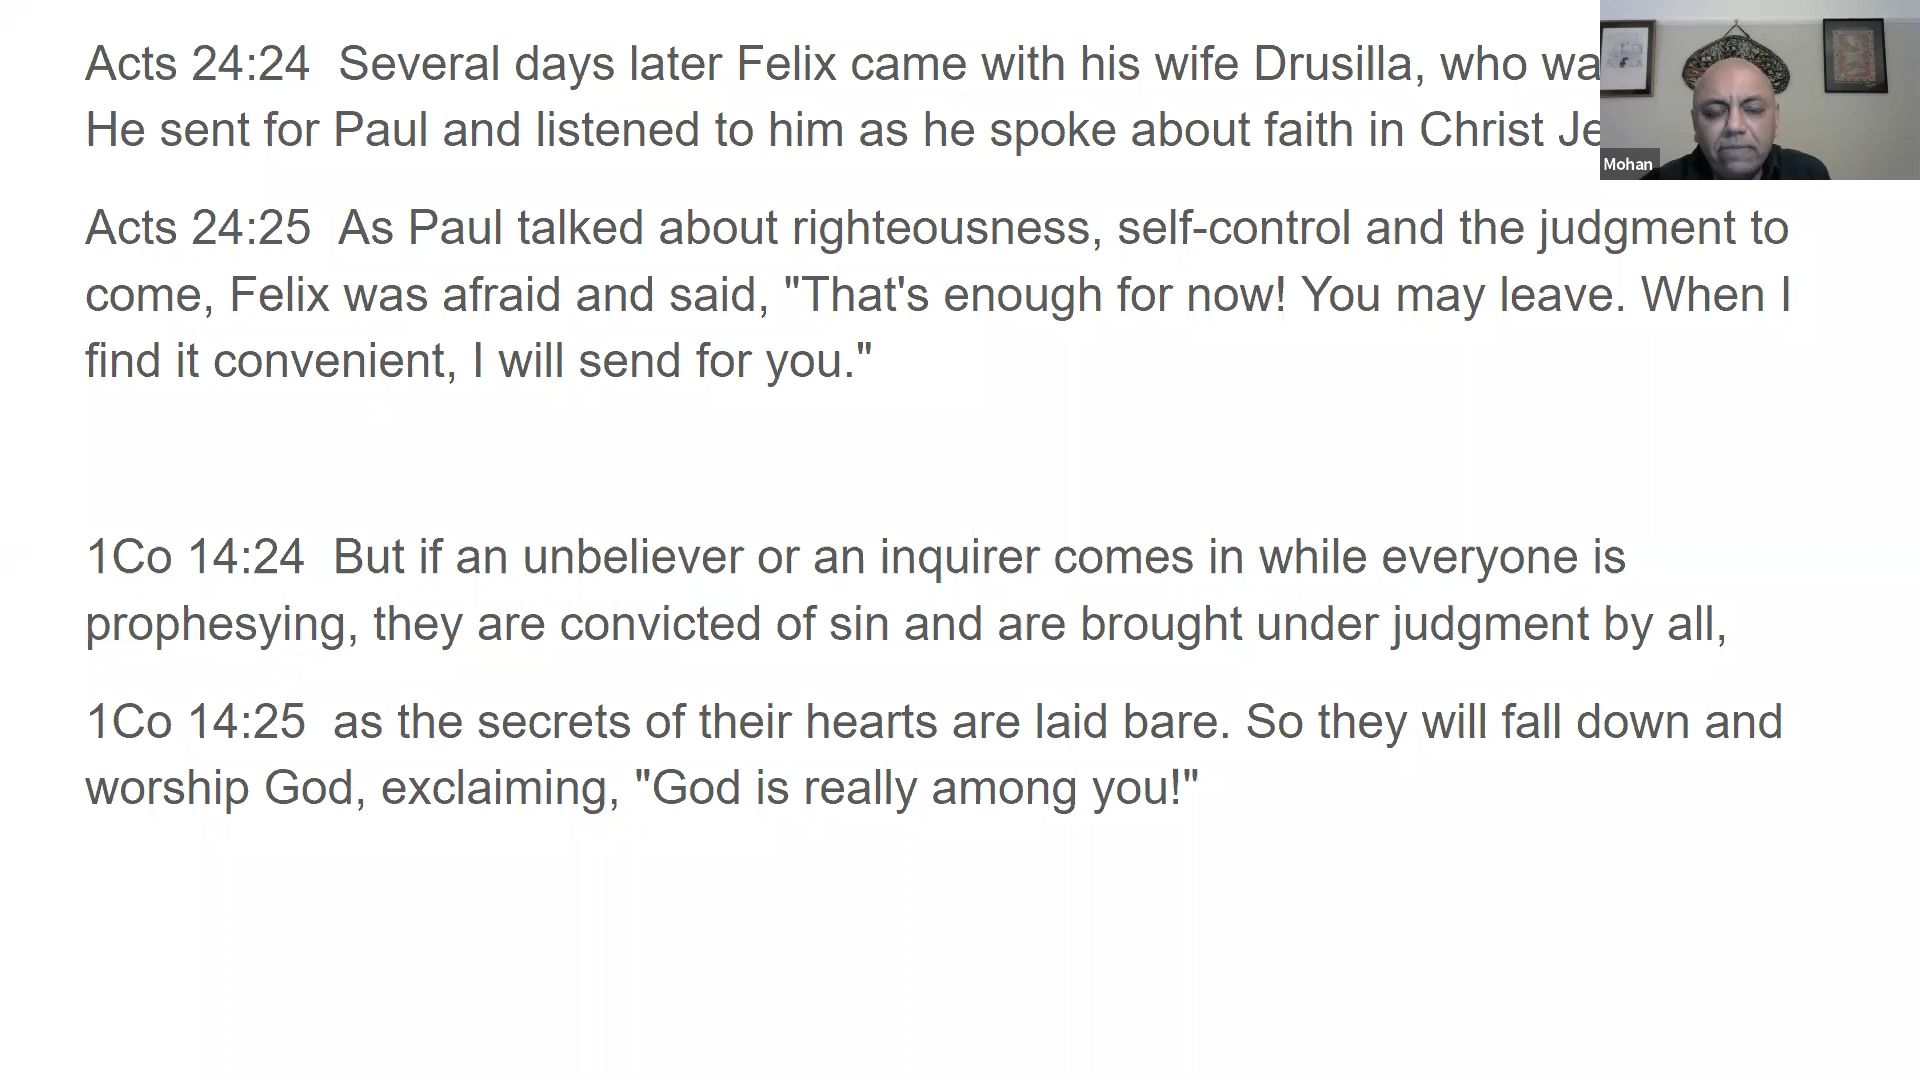 Acts 24:24  Several days later Felix came with his wife Drusilla, who
He sent for Paul and listened to him as he spoke about faith in Christ
Mohan
Acts 24:25  As Paul talked about righteousness, self-control and the judgment to
come, Felix was afraid and said, "That's enough for now! You may leave. When I
find it convenient, I will send for you."
1Co 14:24  But if an unbeliever or an inquirer comes in while everyone is
prophesying, they are convicted of sin and are brought under judgment by all,
1Co 14:25  as the secrets of their hearts are laid bare. So they will fall down and
worship God, exclaiming, "God is really among you!"